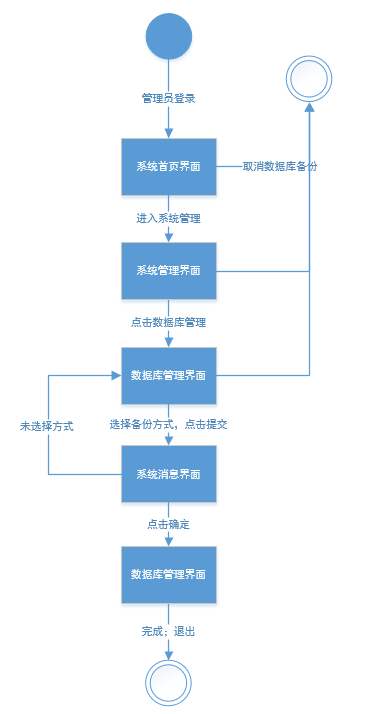 管理员登录
系统首页界面
取消数据库备份
进入系统管理
系统管理界面
点击数据库管理
数据库管理界面
选择备份方式，点击提交
未选择方式
系统消息界面
点击确定
数据库管理界面
完成；退出